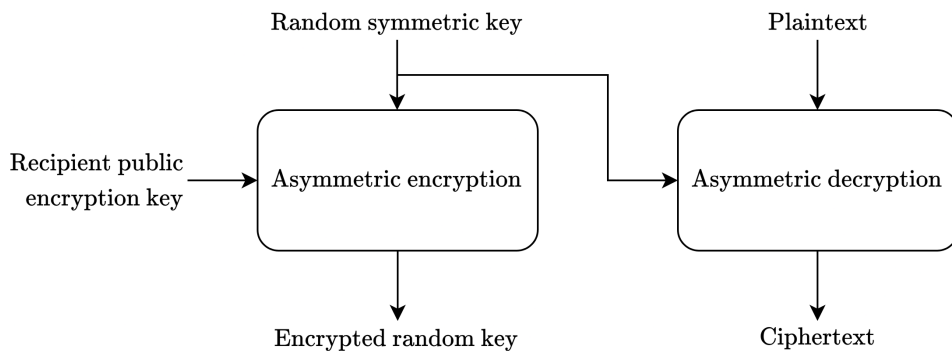 Random symmetric key
Plaintext
Recipient public
encryption key
Asymmetric encryption
Asymmetric decryption
Encrypted random key
Ciphertext